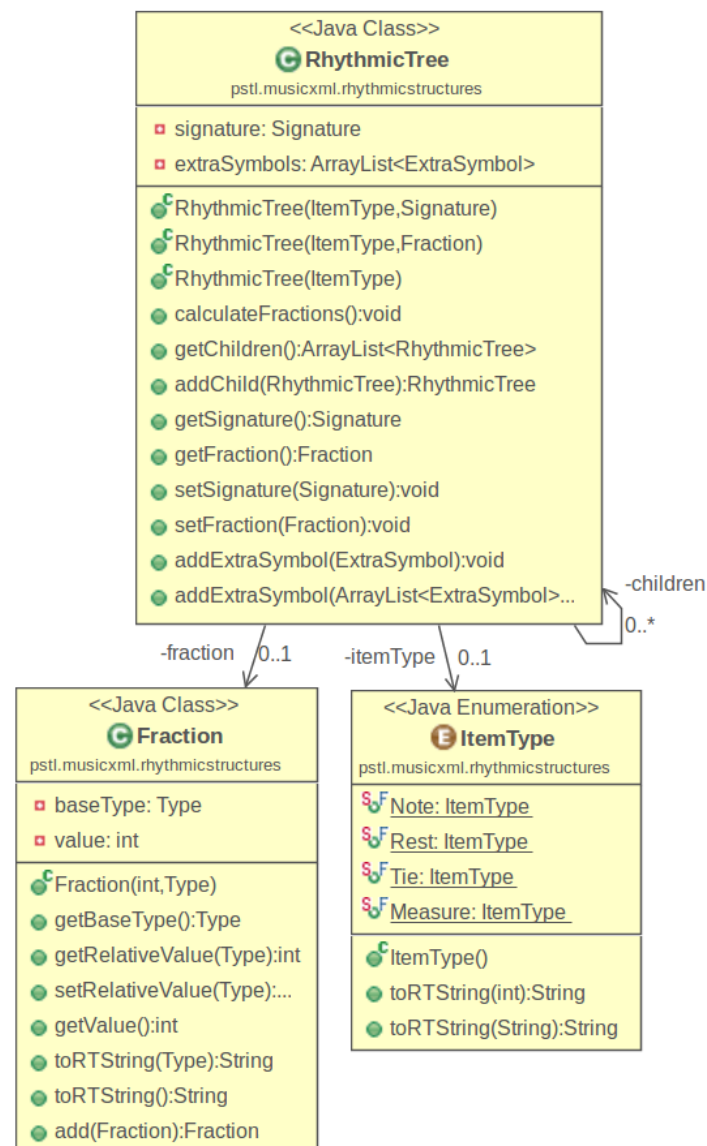 <<Java Class>>
RhythmicTree
pstl.musicxml.rhythmicstructures
signature: Signature
extraSymbols: ArrayList<ExtraSymbol>
RhythmicTree(ItemType,Signature)
RhythmicTree(ItemType,Fraction)
RhythmicTree(ItemType)
calculateFractions():void
getChildren():ArrayList<RhythmicTree>
addChild(RhythmicTree):RhythmicTree
getSignature():Signature
getFraction():Fraction
setSignature(Signature):void
setFraction(Fraction):void
addExtraSymbol(ExtraSymbol):void
addExtraSymbol(ArrayList<ExtraSymbol>...
-children
0..*
-fraction 0..1
-itemType 0..1
<<Java Class>>
Fraction
pstl.musicxml.rhythmicstructures
baseType: Type
value: int
Fraction(int,Type)
getBaseType():Type
getRelativeValue(Type):int
setRelativeValue(Type):...
getValue():int
toRTString(Type):String
toRTString():String
add(Fraction):Fraction
<<Java Enumeration>>
ItemType
pstl.musicxml.rhythmicstructures
Note: ItemType
Rest: ItemType
Tie: ItemType
Measure: ItemType
ItemType()
toRTString(int):String
toRTString(String):String